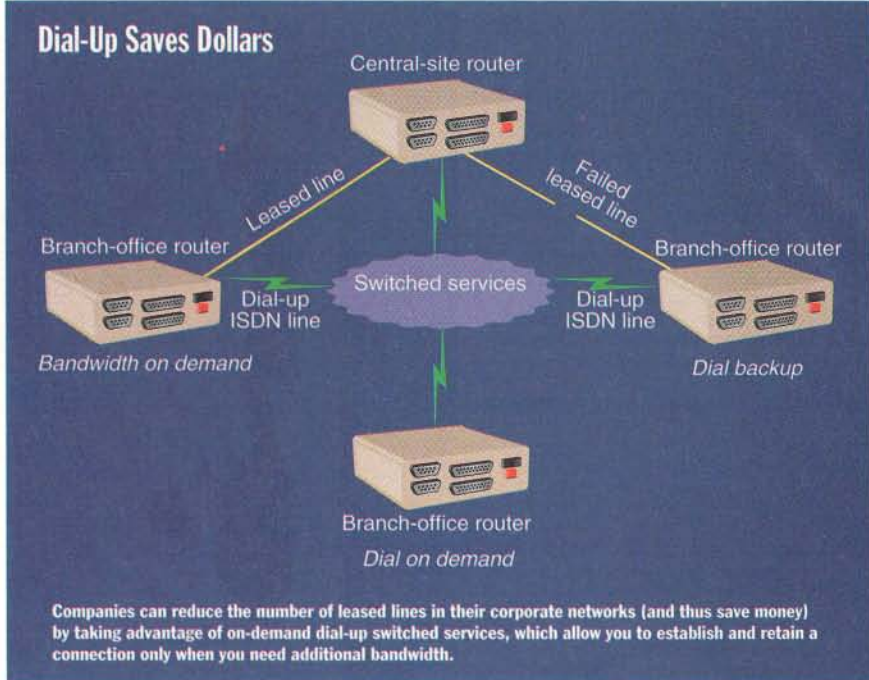 Dial-Up Saves Dollars
Central-site router
Leased line
Failed
leased line
Branch-office router
Branch-office router
Switched services
Dial-up
ISDN line
Dial-up
ISDN line
Bandwidth on demand
Dial backup
Branch-office router
Dial on demand
Companies can reduce the number of leased lines in their corporate networks (and thus save money)
by taking advantage of on-demand dial-up switched services, which allow you to establish and retain a
connection only when you need additional bandwidth.